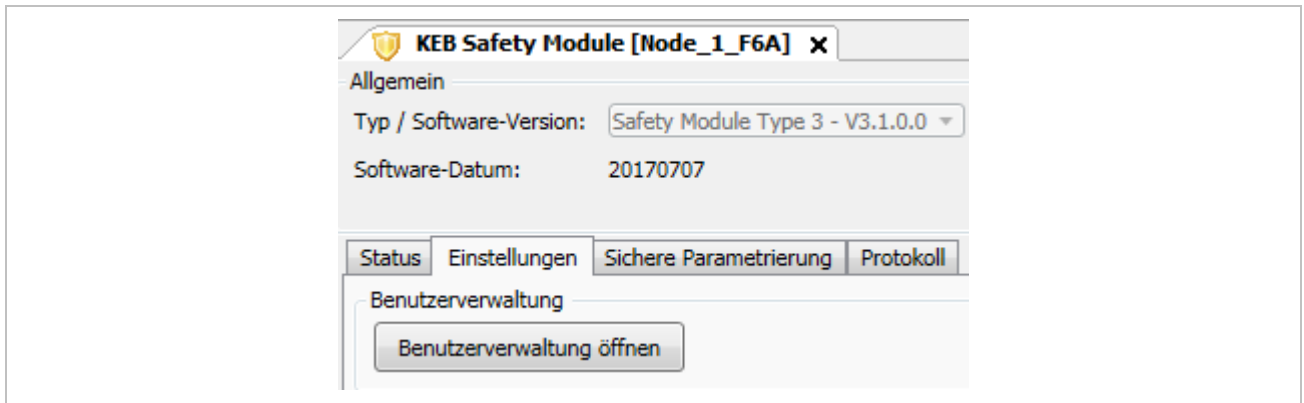 KEB Safety Module [Node_1_F6A] x
Allgemein
Typ / Software-Version: Safety Module Type 3 - V3.1.0.0
Software-Datum: 20170707
Status Einstellungen Sichere Parametrierung Protokoll
Benutzerverwaltung
Benutzerverwaltung öffnen